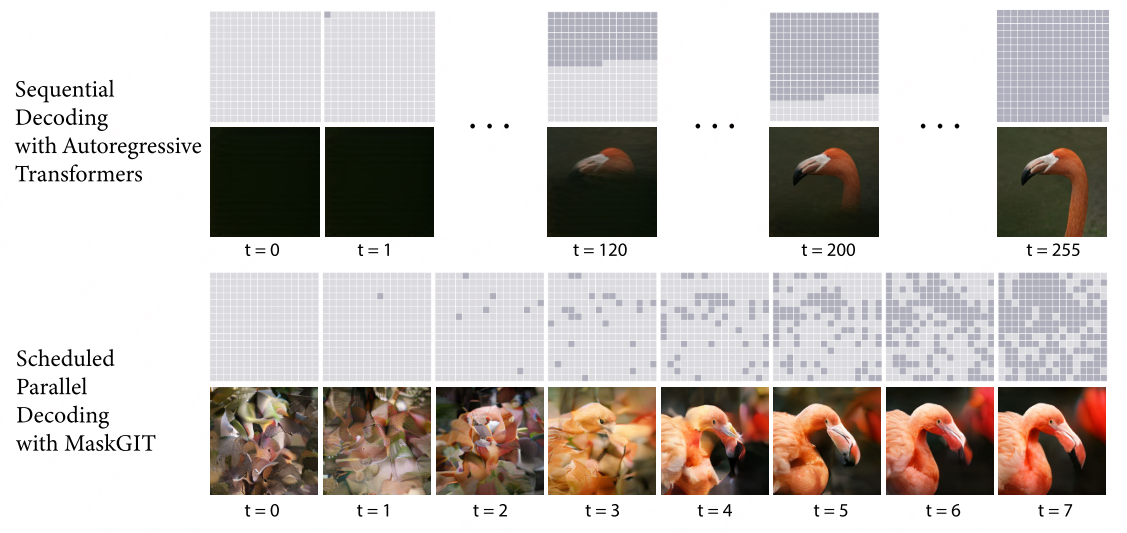 Sequential
Decoding
with Autoregressive
Transformers
. . .
. . .
. . .
t = 0
t = 1
t = 120
t = 200
t = 255
Scheduled
Parallel
Decoding
with MaskGIT
t = 0
t = 1
t = 2
t = 3
t = 4
t = 5
t = 6
t = 7